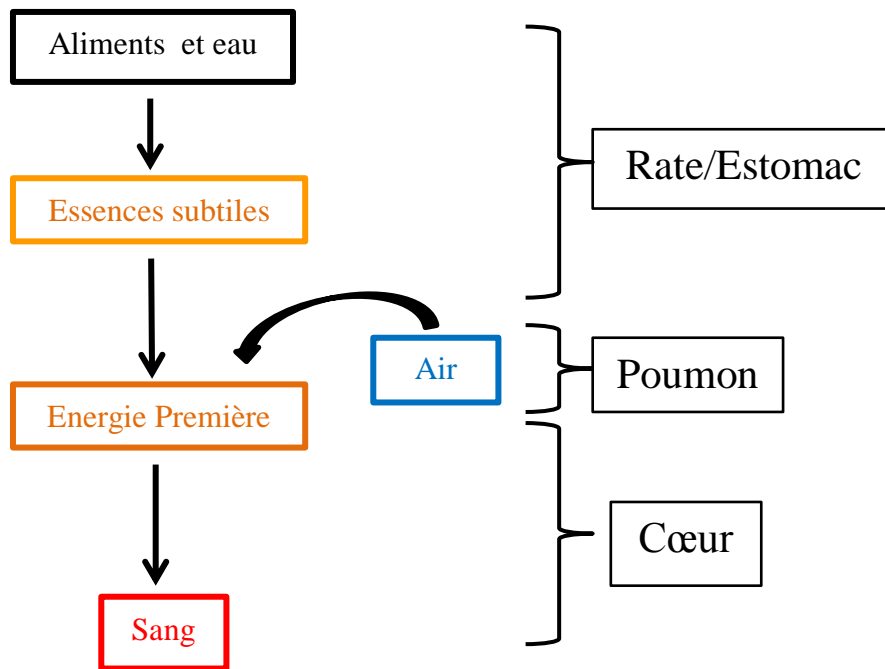 Aliments et eau
Rate/Estomac
Essences subtiles
Air
Poumon
Energie Première
Cœur
Sang